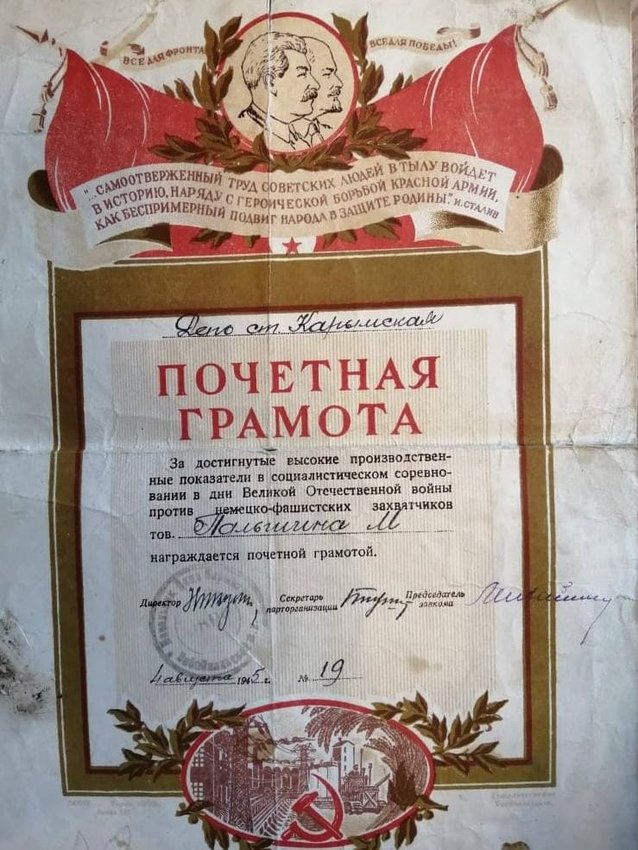 ВСЕ ДЛЯ ФРОНТА
ВСЕ ДЛЯ ПОБЕДЫ!
"...САМООТВЕРЖЕННЫЙ ТРУД СОВЕТСКИХ ЛЮДЕЙ В ТЫЛУ ВОЙДЕТ
В ИСТОРИЮ, НАРЯДУ С ГЕРОИЧЕСКОЙ БОРЬБОЙ КРАСНОЙ АРМИИ,
КАК БЕСПРИМЕРНЫЙ ПОДВИГ НАРОДА В ЗАЩИТЕ РОДИНЫ". И. СТАЛИН
Депо ст. Карымская
ПОЧЕТНАЯ
ГРАМОТА
За достигнутые высокие производствен-
ные показатели в социалистическом соревно-
вании в дни Великой Отечественной войны
против немецко-фашистских захватчиков
тов. Палыгина М
награждается почетной грамотой.
Директор
Секретарь
парторганизации
Председатель
завкома
4 августа 1945 г. № 19